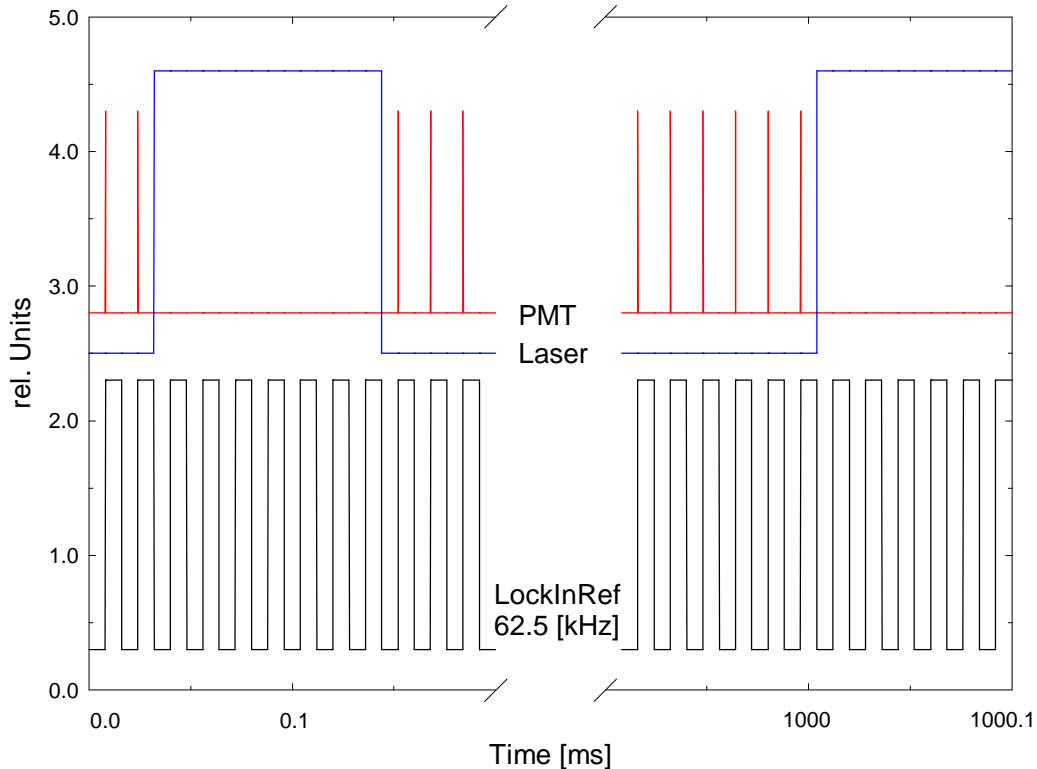 5.0
4.0
3.0
2.0
1.0
0.0
rel. Units
PMT
Laser
LockInRef
62.5 [kHz]
0.0 0.1 1000 1000.1
Time [ms]